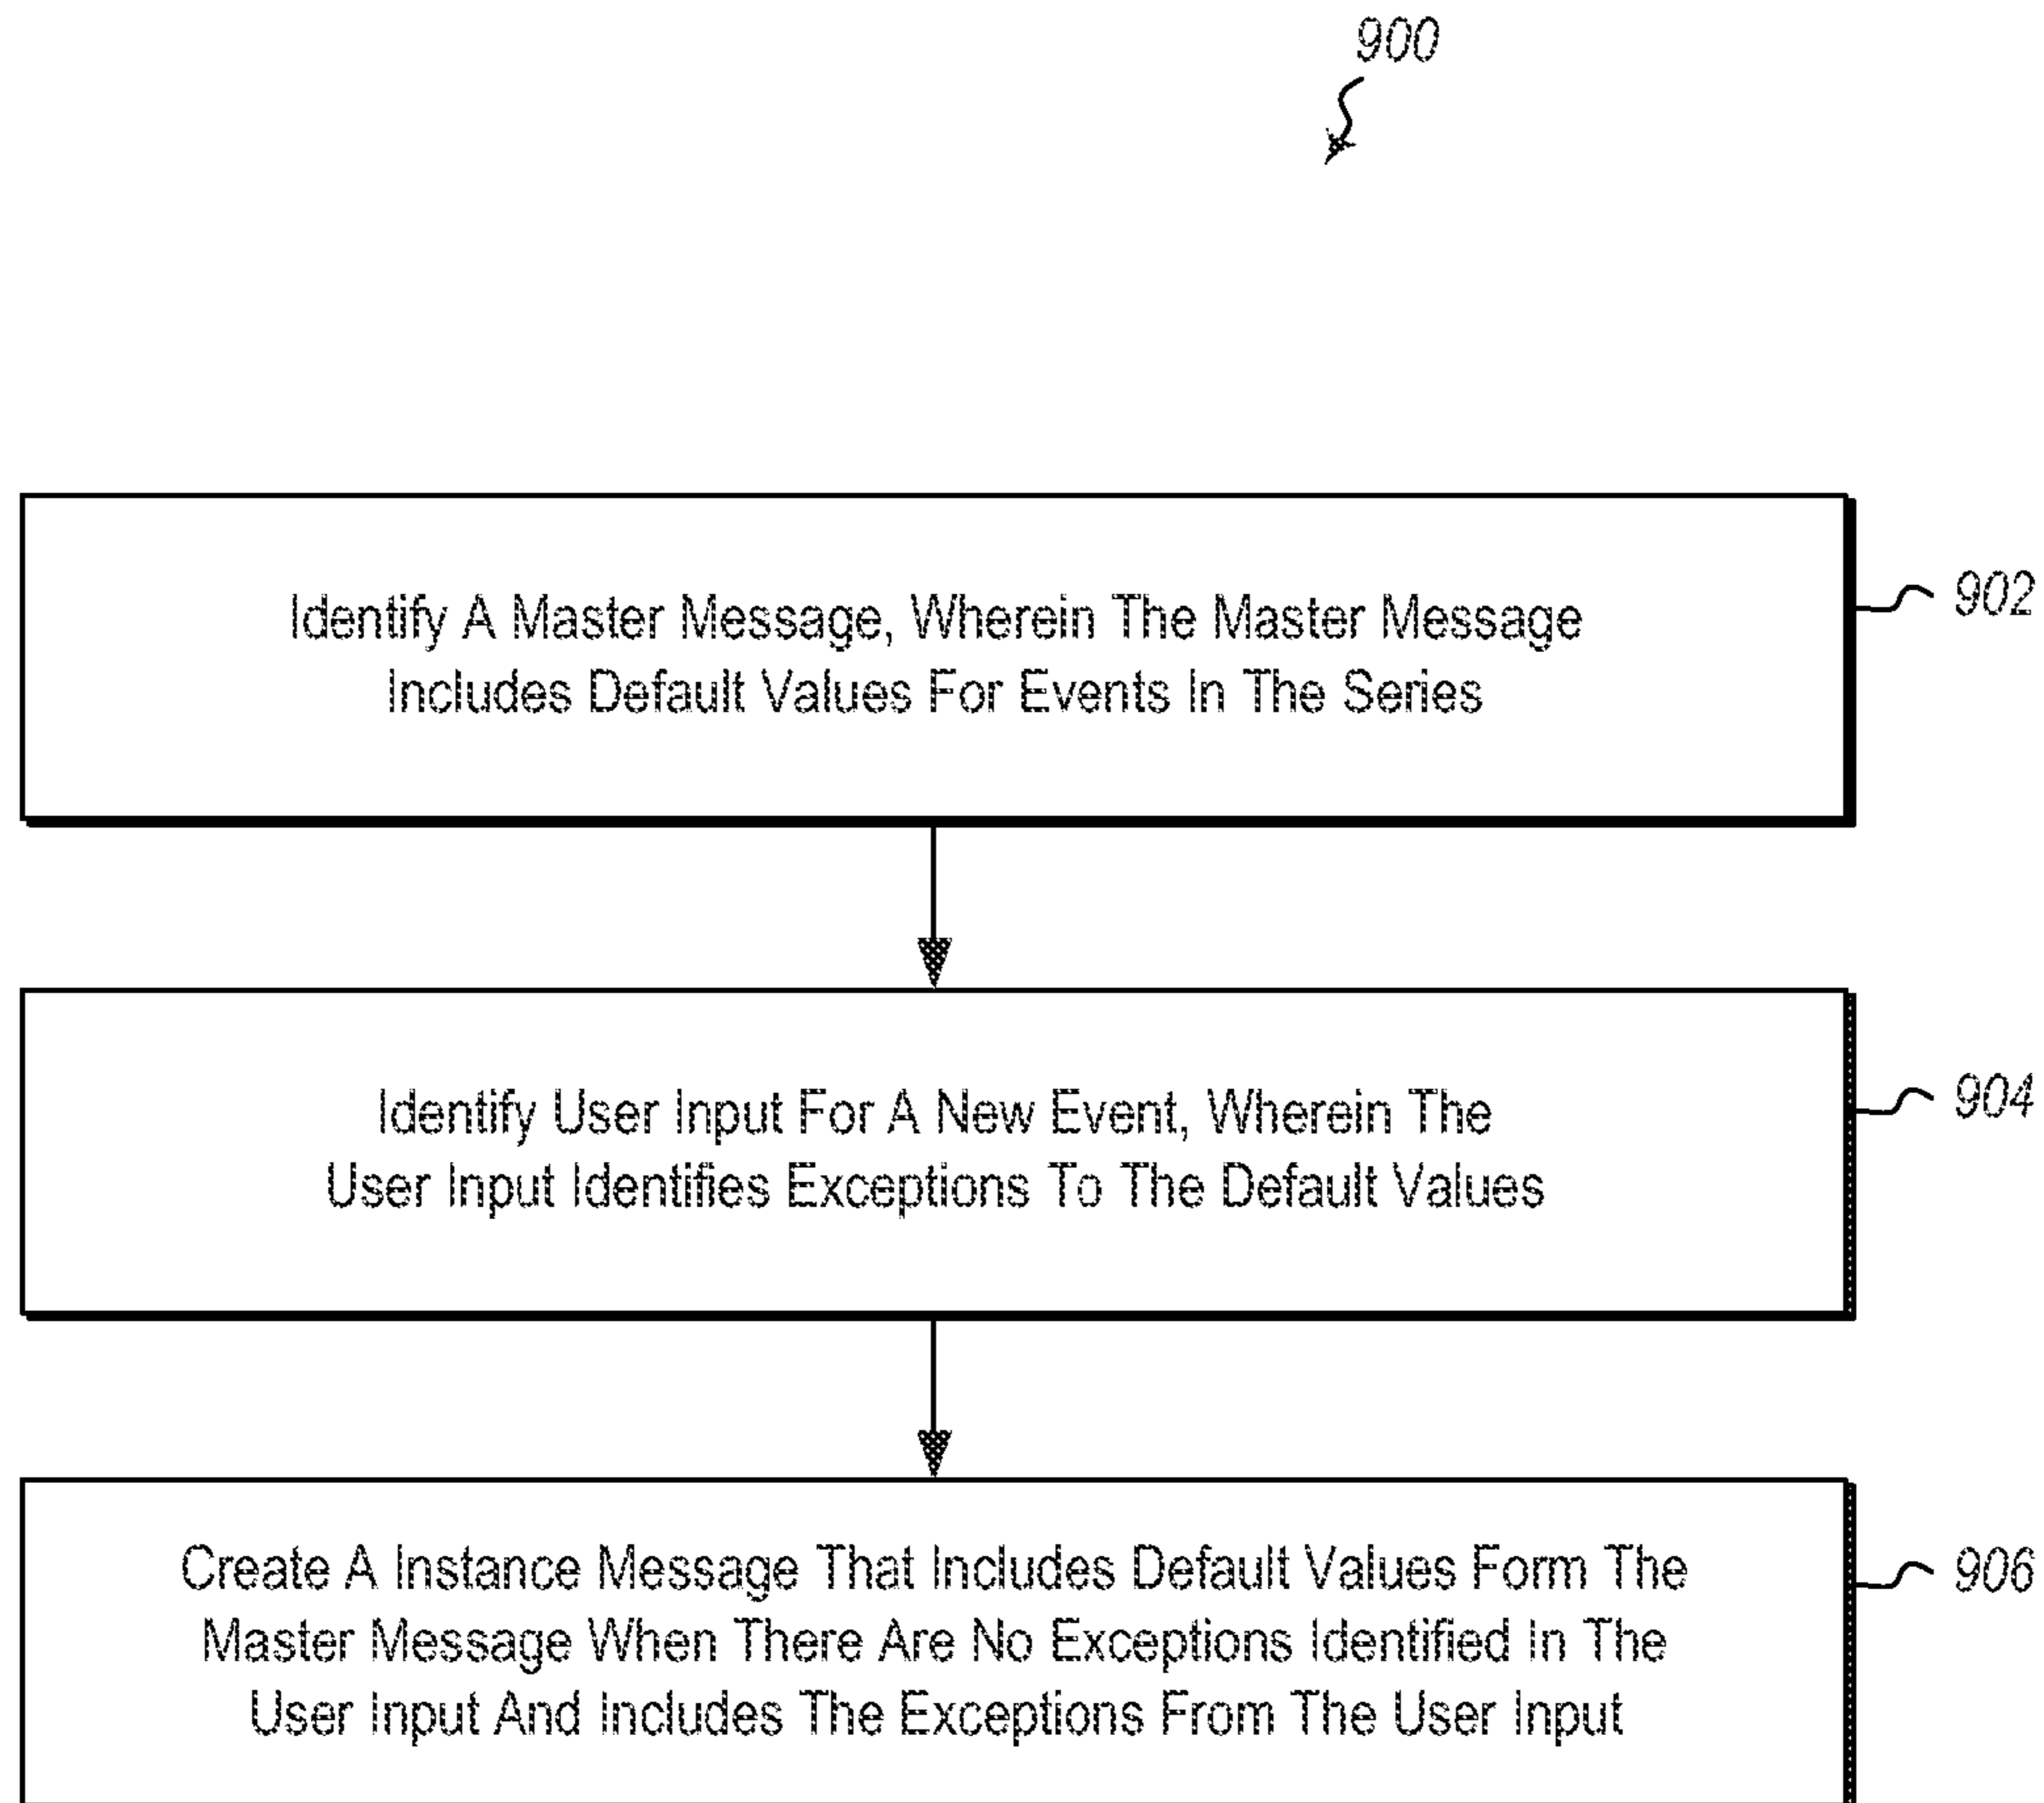 900
Identify A Master Message, Wherein The Master Message
Includes Default Values For Events In The Series
902
Identify User Input For A New Event, Wherein The
User Input Identifies Exceptions To The Default Values
904
Create A Instance Message That Includes Default Values Form The
Master Message When There Are No Exceptions Identified In The
User Input And Includes The Exceptions From The User Input
906